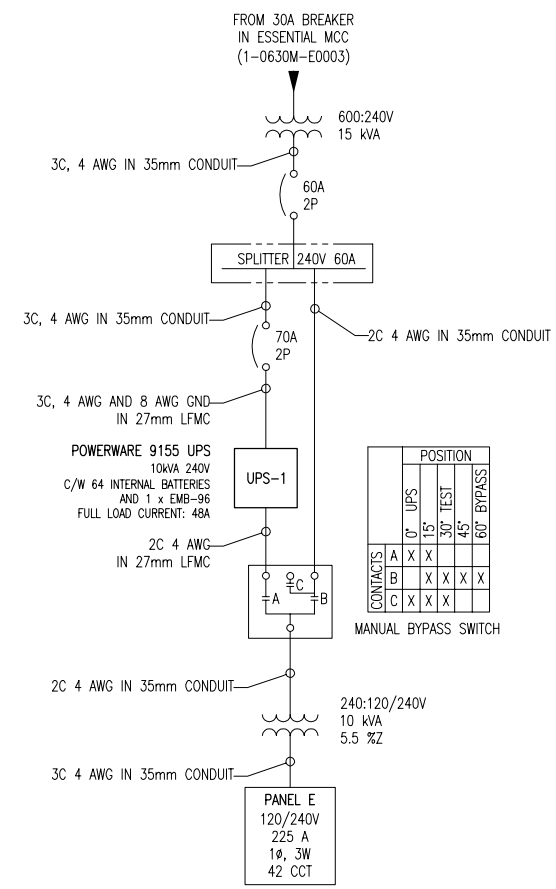 FROM 30A BREAKER
IN ESSENTIAL MCC
(1-0630M-E0003)
600:240V
15 kVA
3C, 4 AWG IN 35mm CONDUIT
60A
2P
SPLITTER 240V 60A
3C, 4 AWG IN 35mm CONDUIT
70A
2P
2C 4 AWG IN 35mm CONDUIT
3C, 4 AWG AND 8 AWG GND
IN 27mm LFMC
POWERWARE 9155 UPS
10kVA 240V
C/W 64 INTERNAL BATTERIES
AND 1 x EMB-96
FULL LOAD CURRENT: 48A
UPS-1
2C 4 AWG
IN 27mm LFMC
A
C
B
POSITION
0° UPS
15°
30° TEST
45°
60° BYPASS
CONTACTS
A X X
B X X X X
C X X X
MANUAL BYPASS SWITCH
2C 4 AWG IN 35mm CONDUIT
240:120/240V
10 kVA
5.5 %Z
3C 4 AWG IN 35mm CONDUIT
PANEL E
120/240V
225 A
1ø, 3W
42 CCT